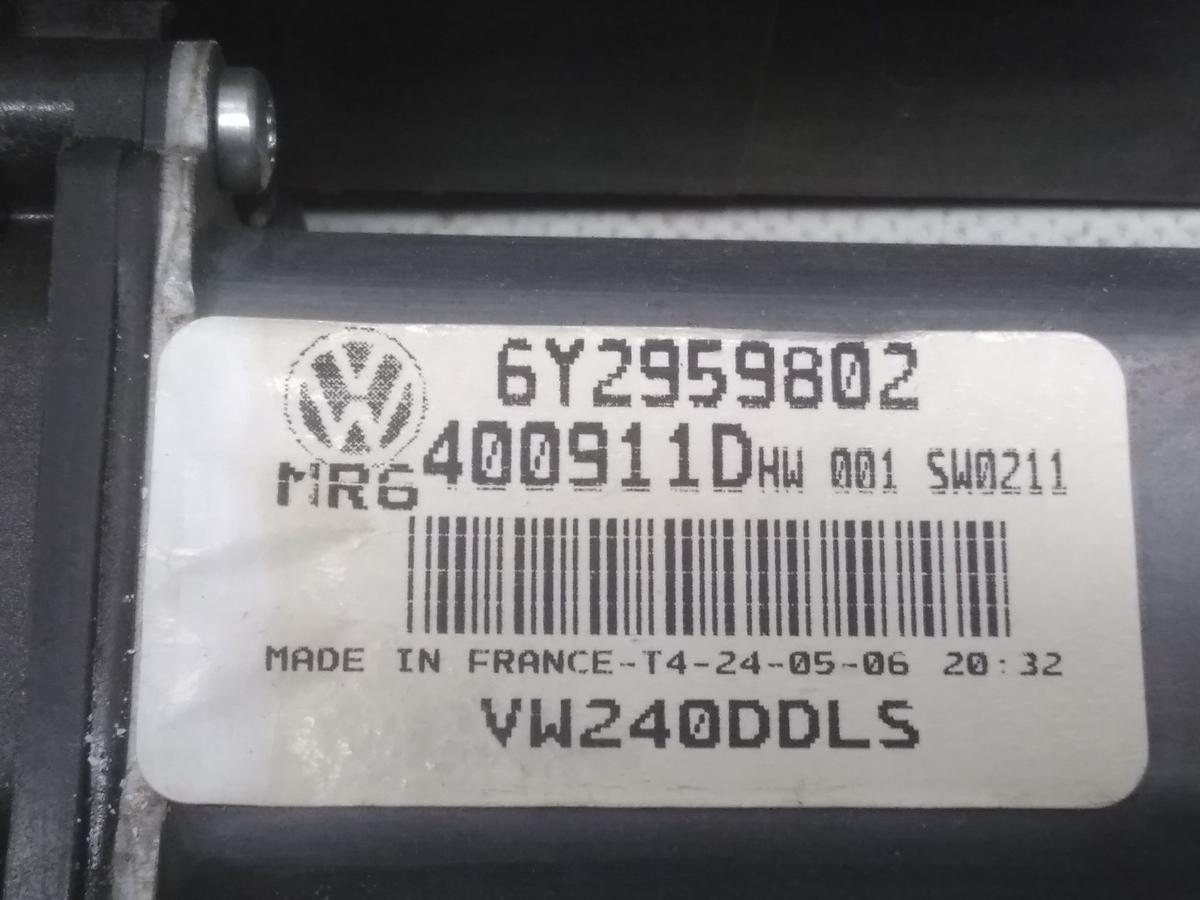 6Y2959802
MR6 400911D HW 001 SW0211
MADE IN FRANCE-T4-24-05-06 20:32
VW240DDLS